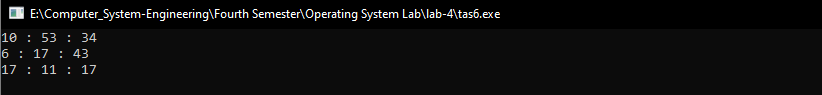 E:\Computer_System-Engineering\Fourth Semester\Operating System Lab\lab-4\tas6.exe
10 : 53 : 34
6 : 17 : 43
17 : 11 : 17